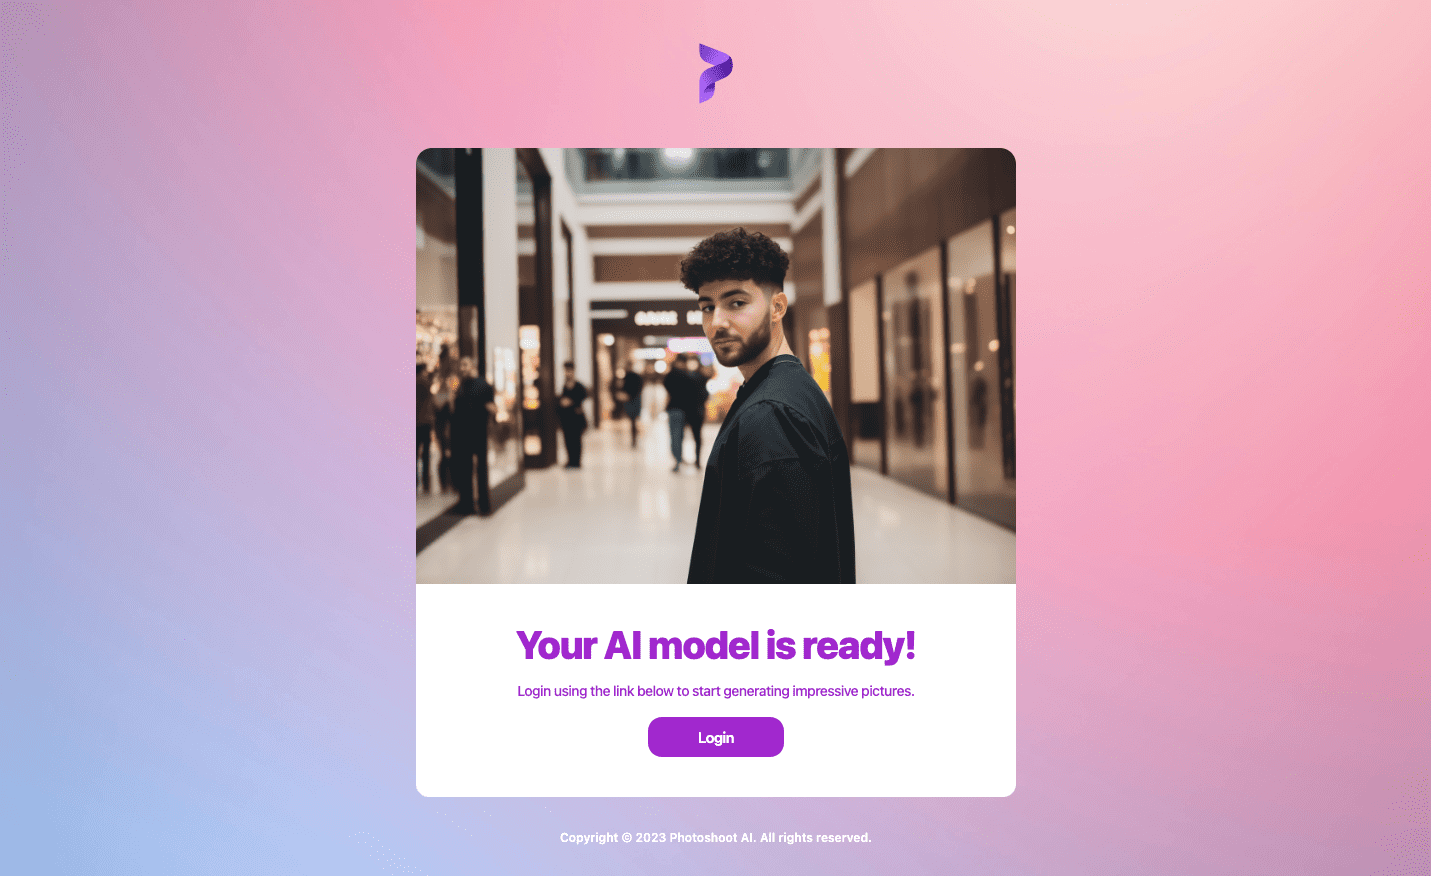 Your AI model is ready!
Login using the link below to start generating impressive pictures.
Login
Copyright © 2023 Photoshoot AI. All rights reserved.